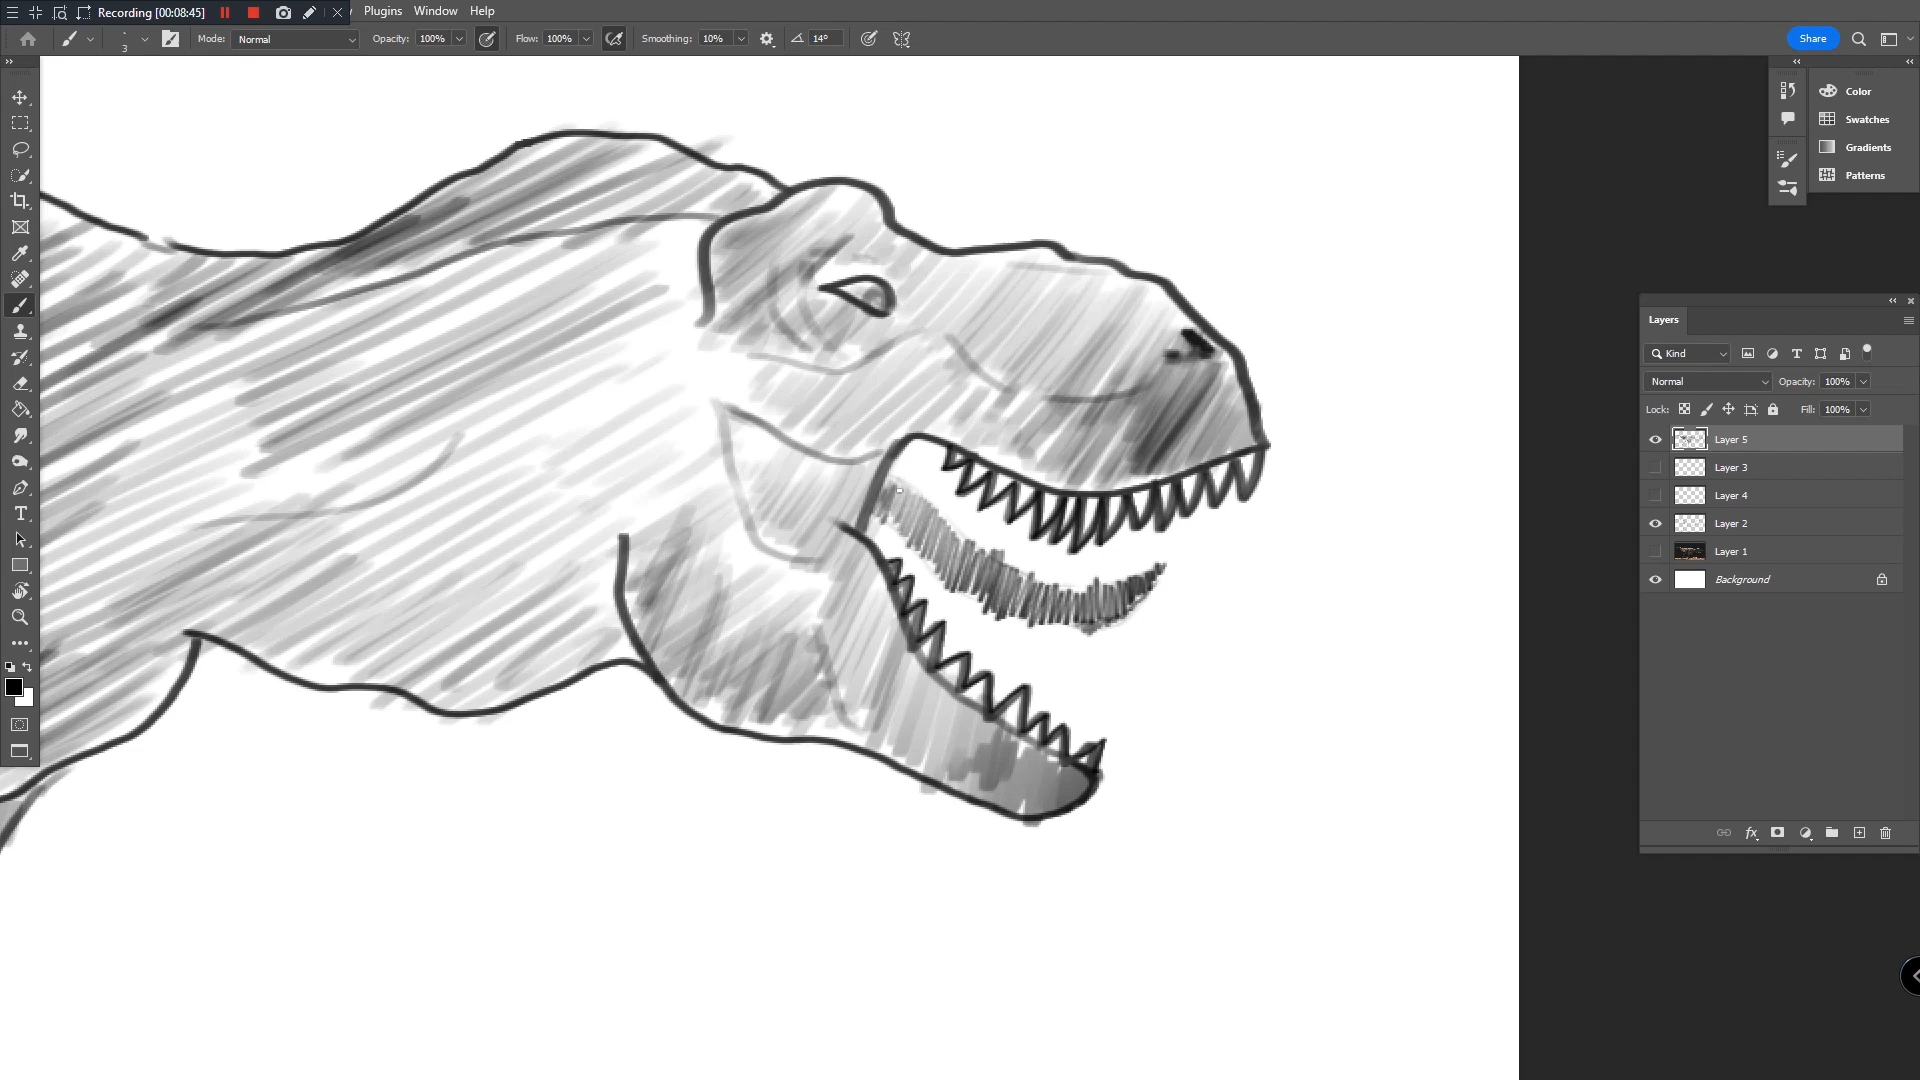 Recording [00:08:45]
Plugins Window Help
3 Mode: Normal Opacity: 100% Flow: 100% Smoothing: 10% 14° Share
Color
Swatches
Gradients
Patterns
Layers
Kind
Normal Opacity: 100%
Lock: Fill: 100%
Layer 5
Layer 3
Layer 4
Layer 2
Layer 1
Background
fx